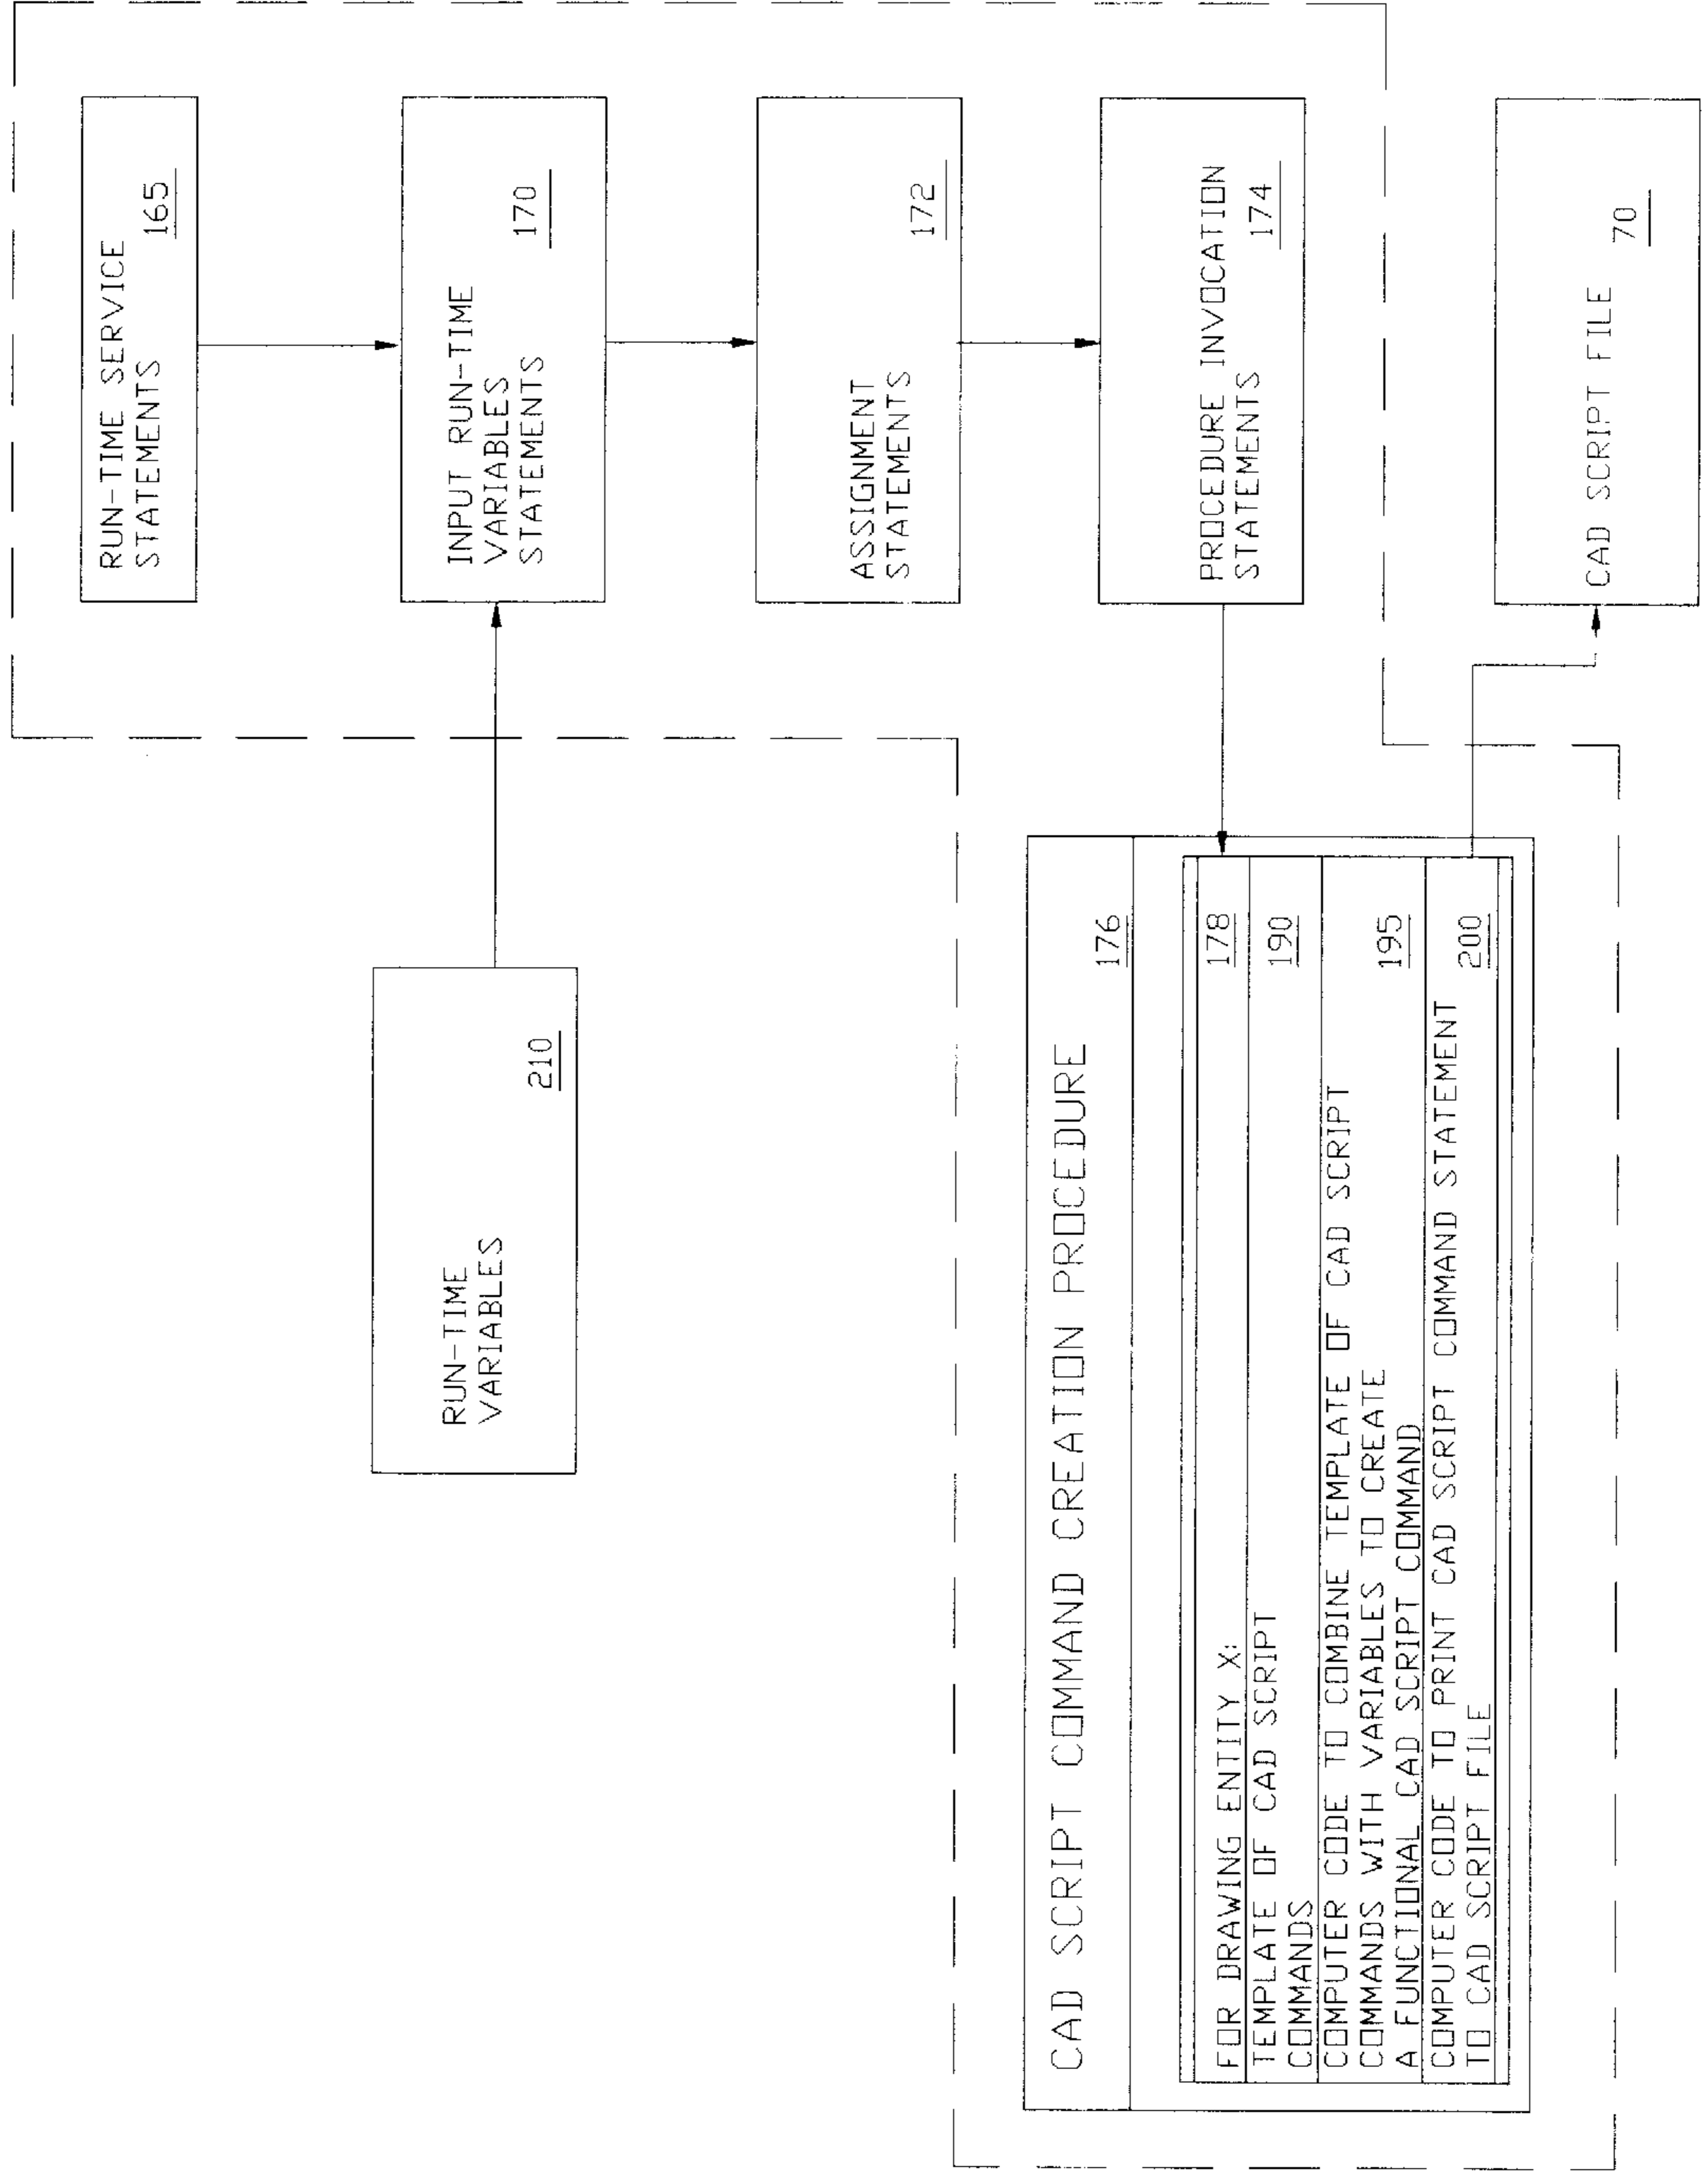 RUN-TIME SERVICE
STATEMENTS
165
INPUT RUN-TIME
VARIABLES
STATEMENTS
170
RUN-TIME
VARIABLES
210
ASSIGNMENT
STATEMENTS
172
PROCEDURE INVOCATION
STATEMENTS
174
CAD SCRIPT COMMAND CREATION PROCEDURE
176
FOR DRAWING ENTITY X:
178
TEMPLATE OF CAD SCRIPT
COMMANDS
190
COMPUTER CODE TO COMBINE TEMPLATE OF CAD SCRIPT
COMMANDS WITH VARIABLES TO CREATE
A FUNCTIONAL CAD SCRIPT COMMAND
195
COMPUTER CODE TO PRINT CAD SCRIPT COMMAND STATEMENT
TO CAD SCRIPT FILE
200
CAD SCRIPT FILE
70